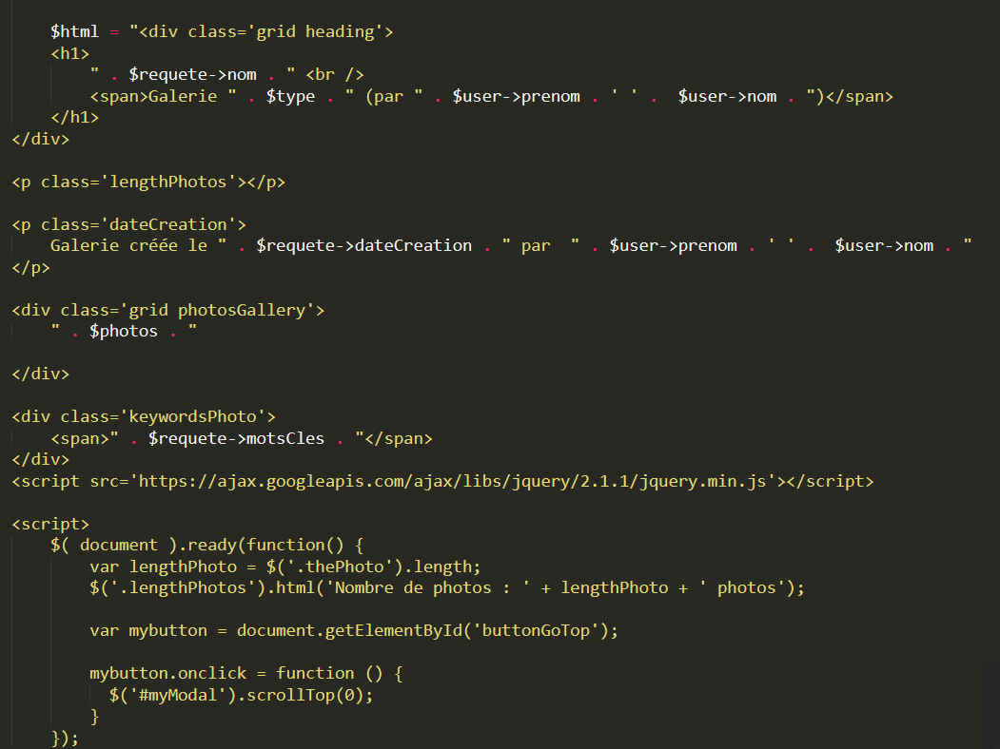 $html = "<div class='grid heading'>
<h1>
" . $requete->nom . " <br />
<span>Galerie " . $type . " (par " . $user->prenom . ' ' .  $user->nom . ")</span>
</h1>
</div>
<p class='lengthPhotos'></p>
<p class='dateCreation'>
Galerie créée le " . $requete->dateCreation . " par  " . $user->prenom . ' ' .  $user->nom . "
</p>
<div class='grid photosGallery'>
" . $photos . "
</div>
<div class='keywordsPhoto'>
<span>" . $requete->motsCles . "</span>
</div>
<script src='https://ajax.googleapis.com/ajax/libs/jquery/2.1.1/jquery.min.js'></script>
<script>
$( document ).ready(function() {
var lengthPhoto = $('.thePhoto').length;
$('.lengthPhotos').html('Nombre de photos : ' + lengthPhoto + ' photos');
var mybutton = document.getElementById('buttonGoTop');
mybutton.onclick = function () {
$('#myModal').scrollTop(0);
}
});